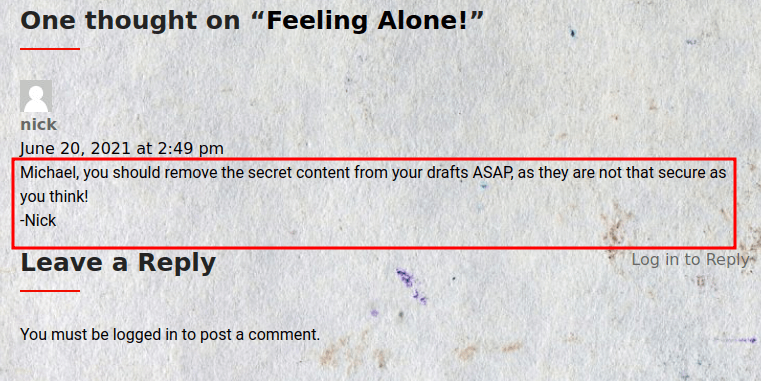 One thought on “Feeling Alone!”
nick
June 20, 2021 at 2:49 pm
Michael, you should remove the secret content from your drafts ASAP, as they are not that secure as
you think!
-Nick
Leave a Reply
Log in to Reply
You must be logged in to post a comment.